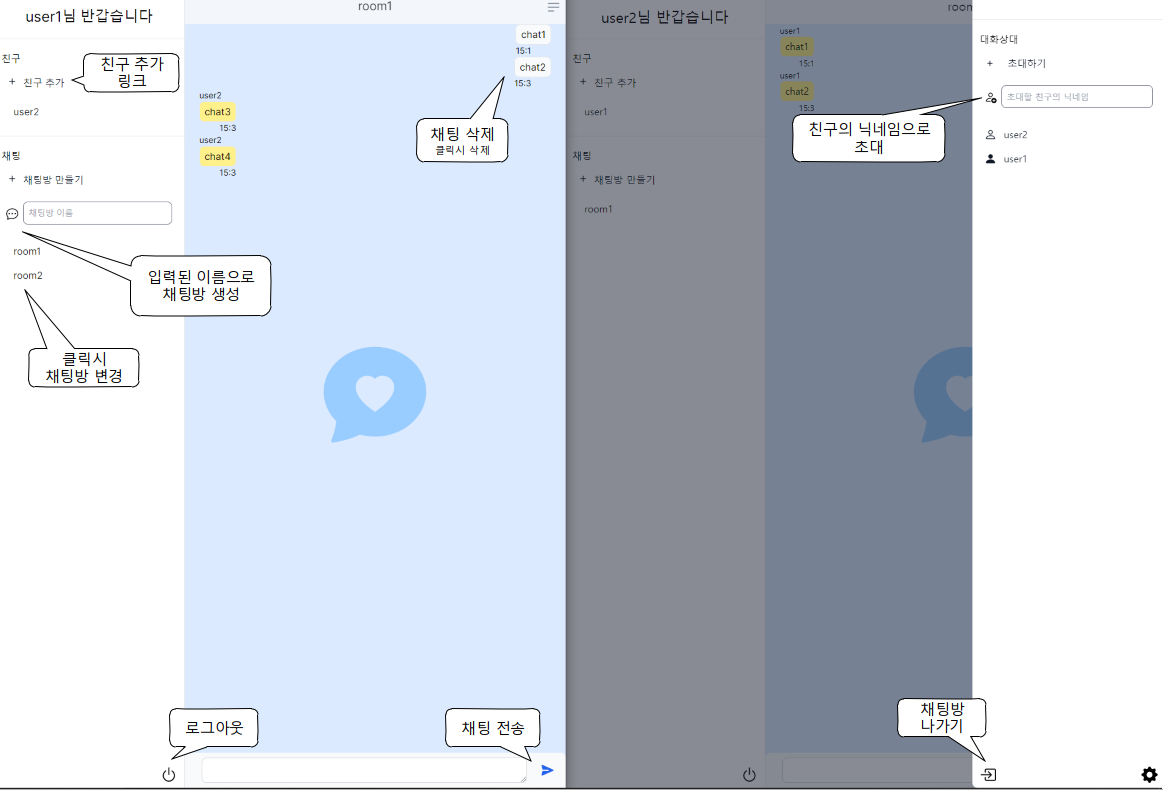 user1님 반갑습니다
친구
+ 친구 추가
친구 추가
링크
user2
채팅
+ 채팅방 만들기
채팅방 이름
room1
room2
입력된 이름으로
채팅방 생성
클릭시
채팅방 변경
로그아웃
room1
chat1
15:1
chat2
15:3
채팅 삭제
클릭시 삭제
user2
chat3
15:3
user2
chat4
15:3
채팅 전송
user2님 반갑습니다
친구
+ 친구 추가
user1
채팅
+ 채팅방 만들기
room1
user1
chat1
15:1
user1
chat2
15:3
대화상대
+ 초대하기
초대할 친구의 닉네임
친구의 닉네임으로
초대
user2
user1
채팅방
나가기